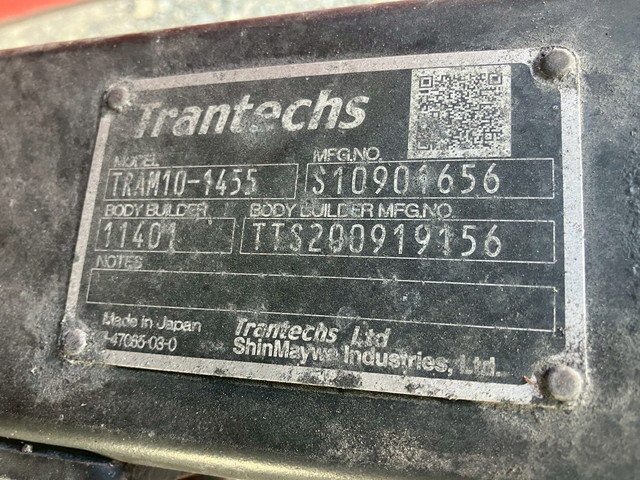 Trantechs
MODEL MFG.NO.
TRAM10-1455 S10901656
BODY BUILDER BODY BUILDER MFG.NO.
11401 TTS200919156
NOTES
Made in Japan Trantechs Ltd
-47085-03-0 ShinMaywa Industries, Ltd.